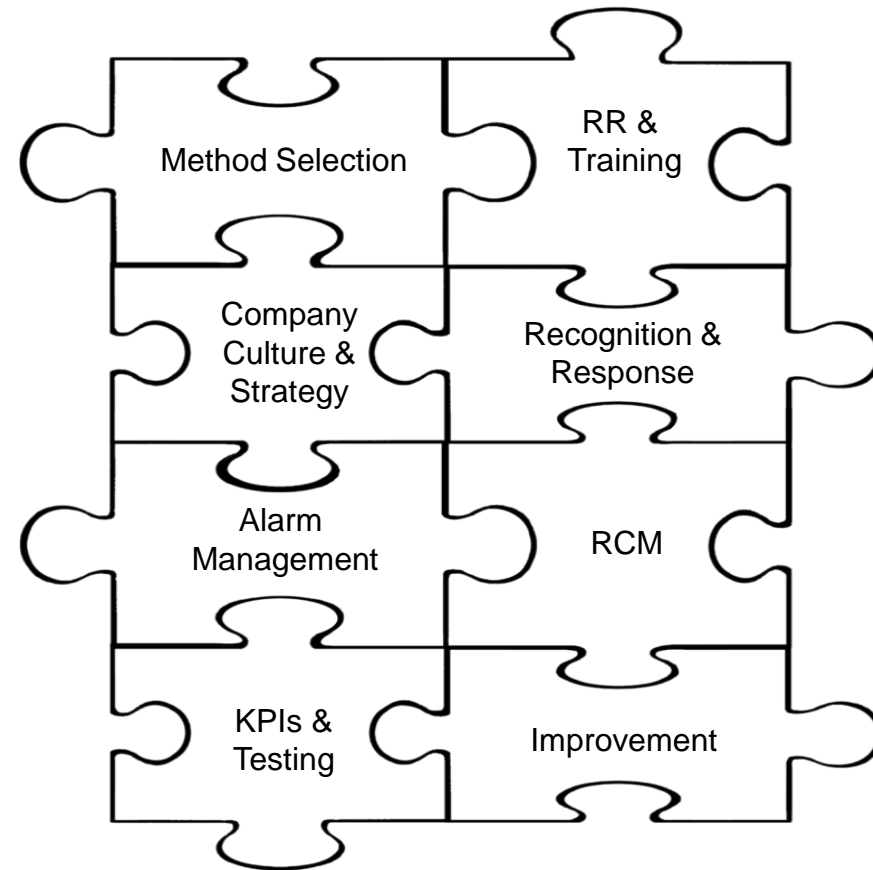 Method Selection
RR &
Training
Company
Culture &
Strategy
Recognition &
Response
Alarm
Management
RCM
KPIs &
Testing
Improvement